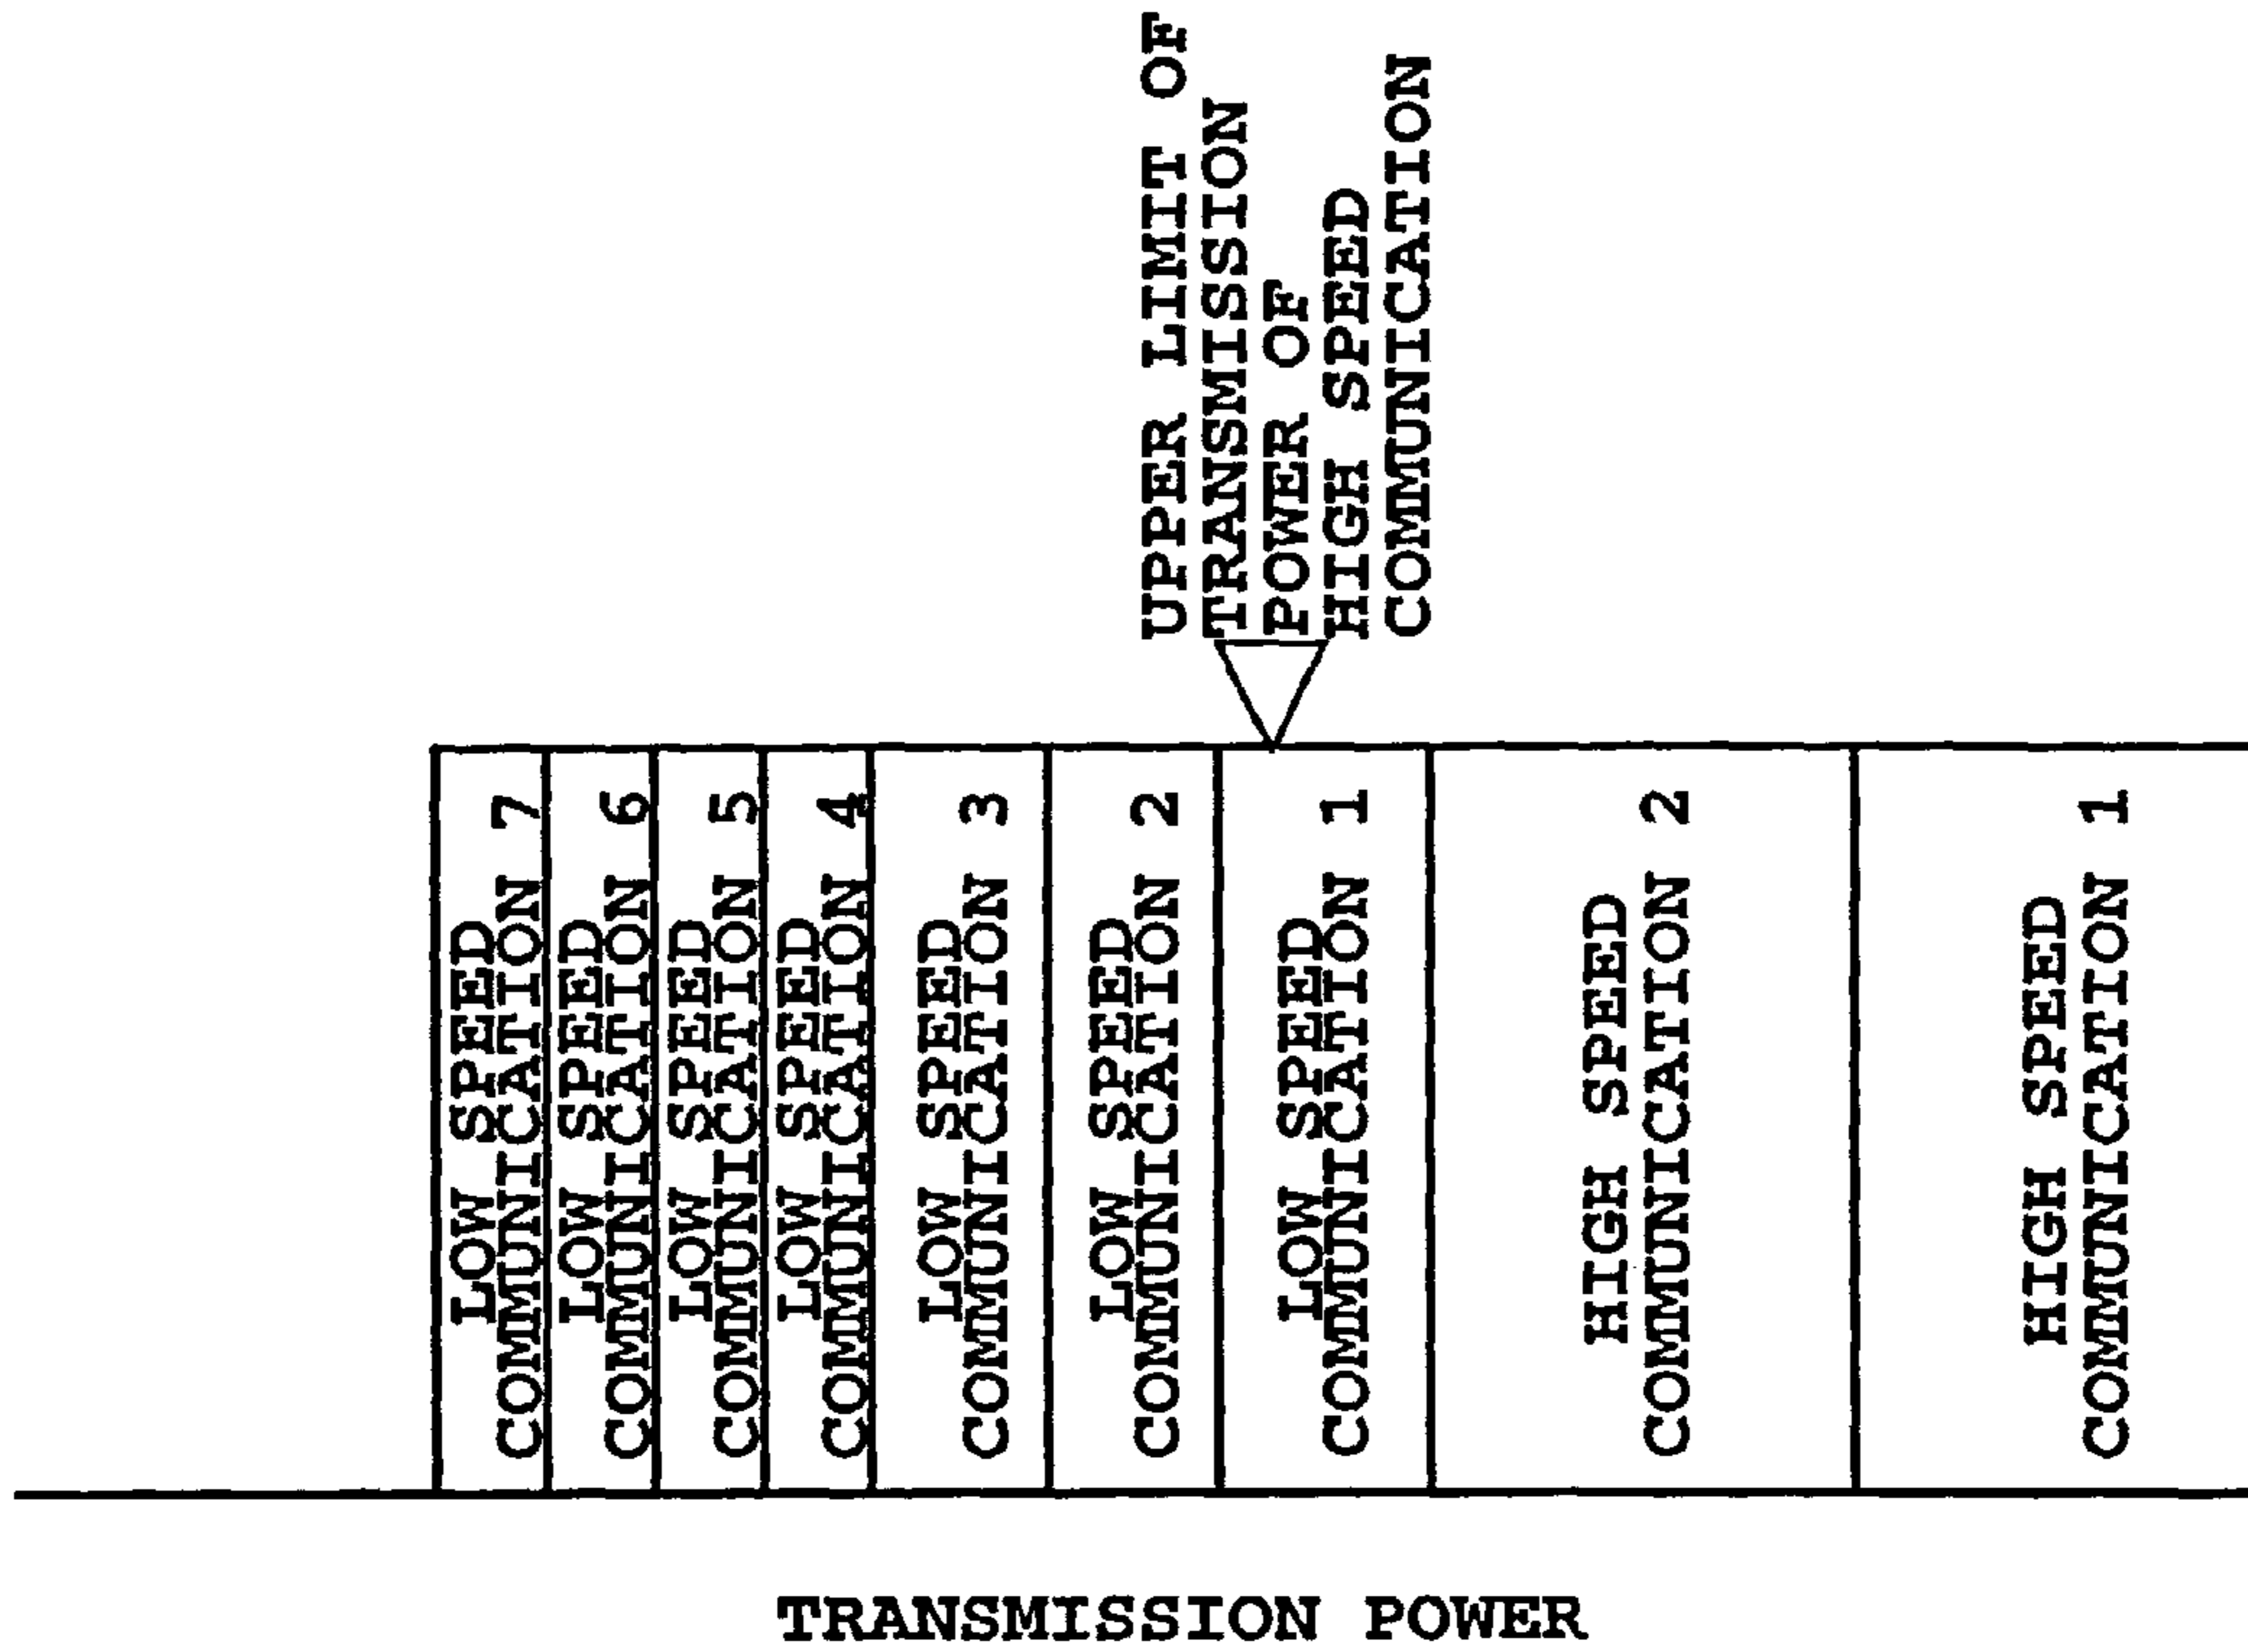 UPPER LIMIT OF
TRANSMISSION
POWER OF
HIGH SPEED
COMMUNICATION
LOW SPEED
COMMUNICATION 7
LOW SPEED
COMMUNICATION 6
LOW SPEED
COMMUNICATION 5
LOW SPEED
COMMUNICATION 4
LOW SPEED
COMMUNICATION 3
LOW SPEED
COMMUNICATION 2
LOW SPEED
COMMUNICATION 1
HIGH SPEED
COMMUNICATION 2
HIGH SPEED
COMMUNICATION 1
TRANSMISSION POWER